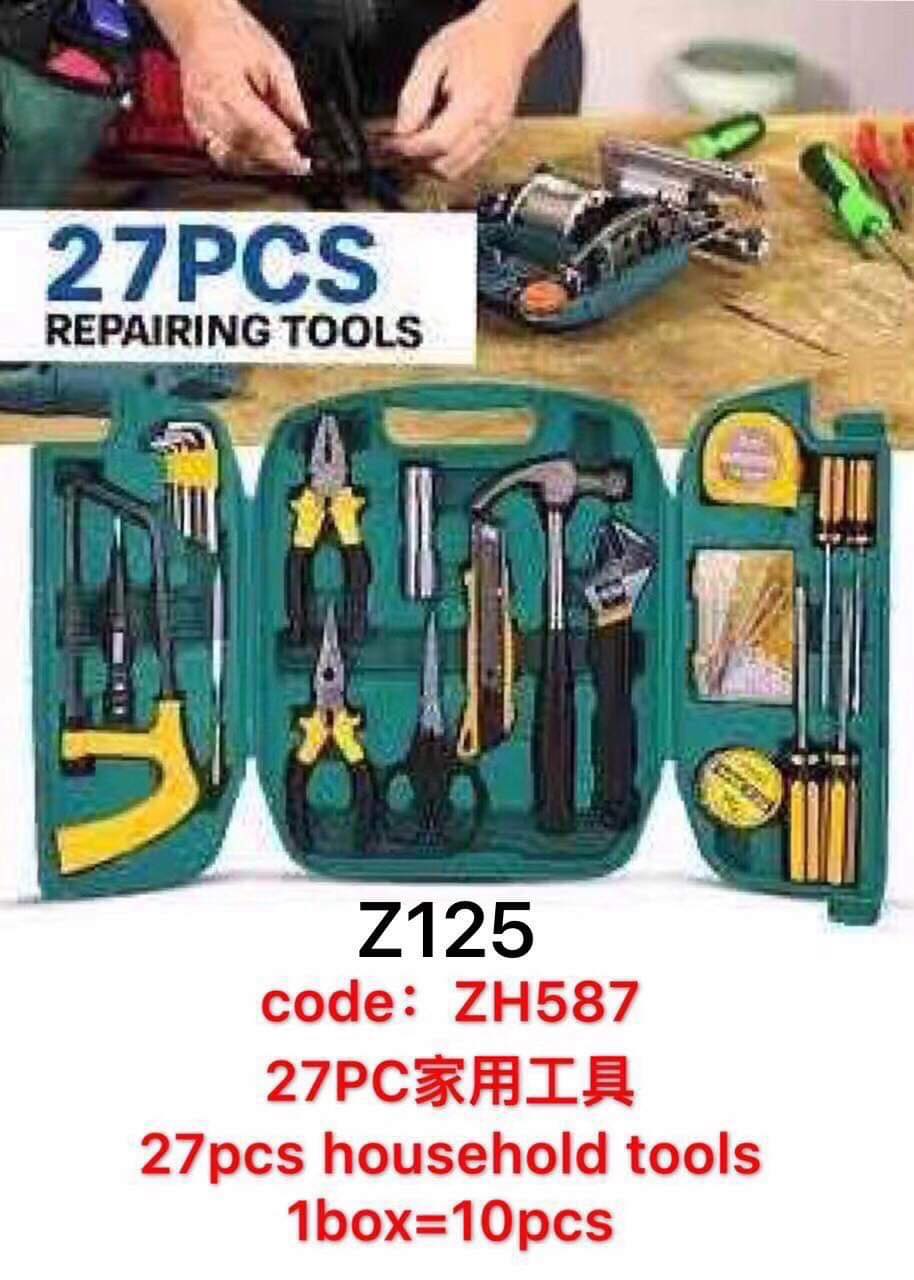 27PCS
REPAIRING TOOLS
Z125
code：ZH587
27PC家用工具
27pcs household tools
1box=10pcs